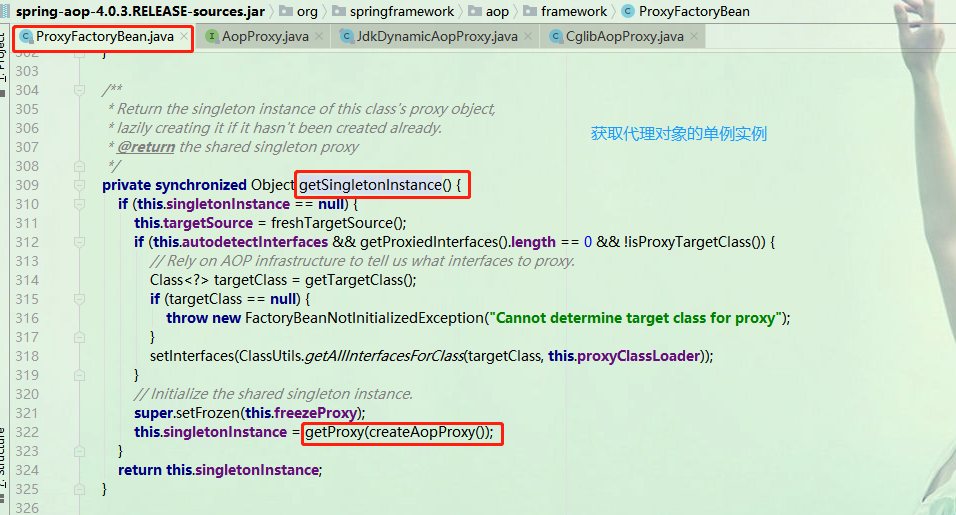 spring-aop-4.0.3.RELEASE-sources.jar org springframework aop framework ProxyFactoryBean
ProxyFactoryBean.java AopProxy.java JdkDynamicAopProxy.java CglibAopProxy.java
1: Project
302 }
303
304 /**
305 * Return the singleton instance of this class's proxy object,
306 * lazily creating it if it hasn't been created already.
获取代理对象的单例实例
307 * @return the shared singleton proxy
308 */
309 private synchronized Object getSingletonInstance() {
310 if (this.singletonInstance == null) {
311 this.targetSource = freshTargetSource();
312 if (this.autodetectInterfaces && getProxiedInterfaces().length == 0 && !isProxyTargetClass()) {
313 // Rely on AOP infrastructure to tell us what interfaces to proxy.
314 Class<?> targetClass = getTargetClass();
315 if (targetClass == null) {
316 throw new FactoryBeanNotInitializedException("Cannot determine target class for proxy");
317 }
318 setInterfaces(ClassUtils.getAllInterfacesForClass(targetClass, this.proxyClassLoader));
319 }
320 // Initialize the shared singleton instance.
321 super.setFrozen(this.freezeProxy);
322 this.singletonInstance = getProxy(createAopProxy());
323 }
324 return this.singletonInstance;
325 }
326
Structure